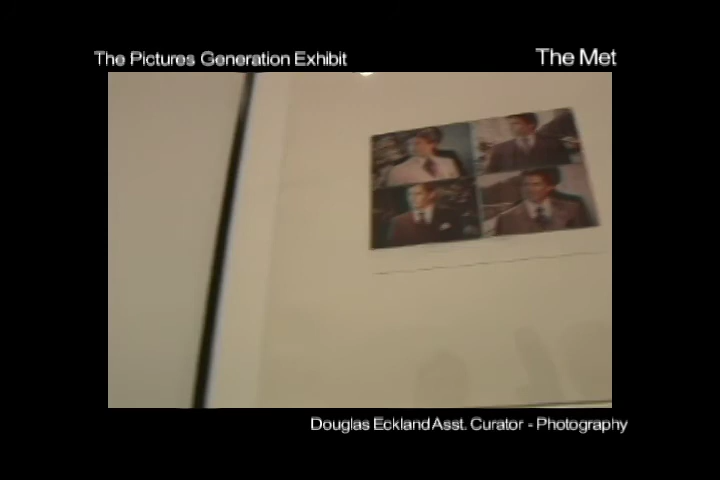 The Pictures Generation Exhibit
The Met
Douglas Eckland Asst. Curator - Photography